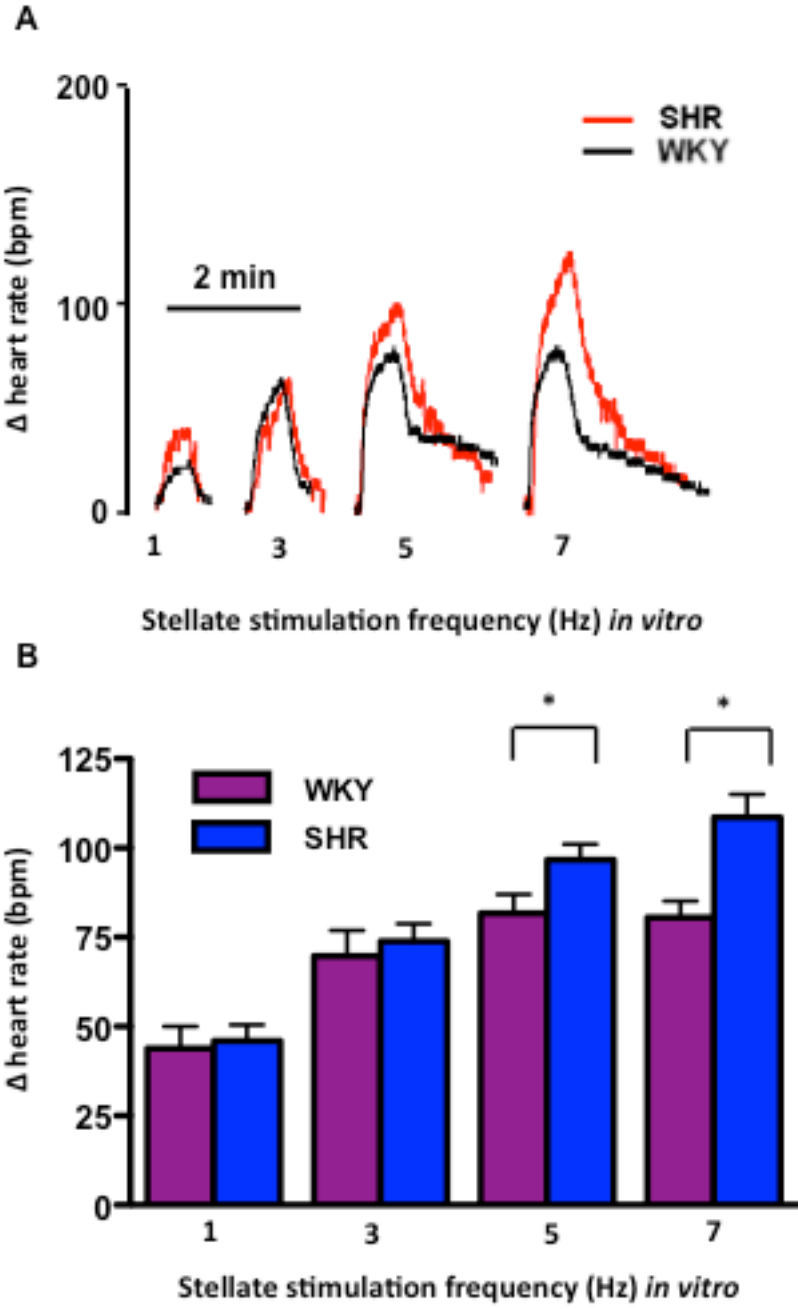 A
200
SHR
WKY
2 min
100
0
Δ heart rate (bpm)
1 3 5 7
Stellate stimulation frequency (Hz) in vitro
B
* *
125
WKY
SHR
100
75
50
25
0
Δ heart rate (bpm)
1 3 5 7
Stellate stimulation frequency (Hz) in vitro